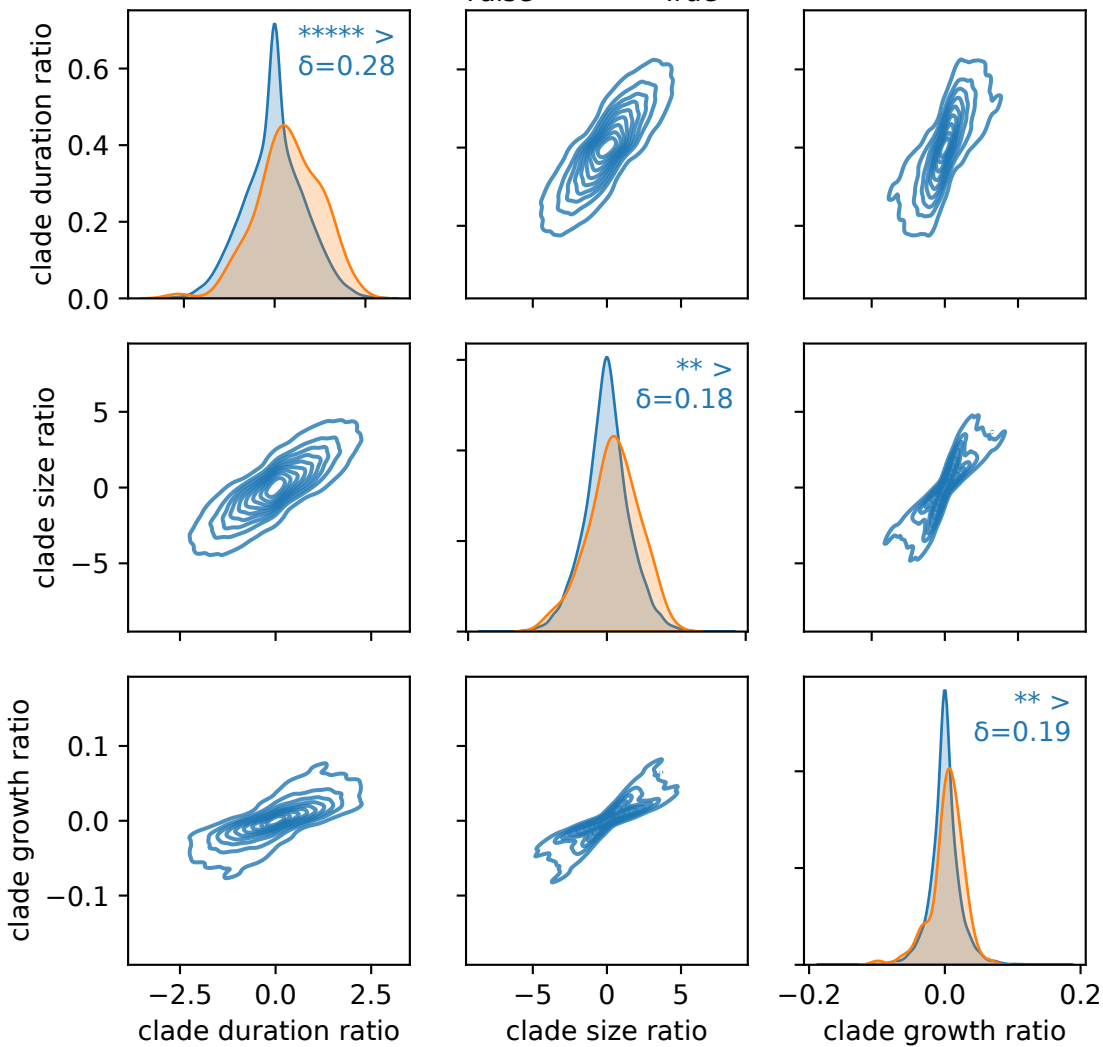 clade duration ratio
0.6
0.4
0.2
0.0
***** >
δ=0.28
−2.5 0.0 2.5
−5 0 5
clade size ratio
5
0
−5
** >
δ=0.18
clade growth ratio
0.1
0.0
−0.1
** >
δ=0.19
−0.2 0.0 0.2
clade duration ratio
clade size ratio
clade growth ratio